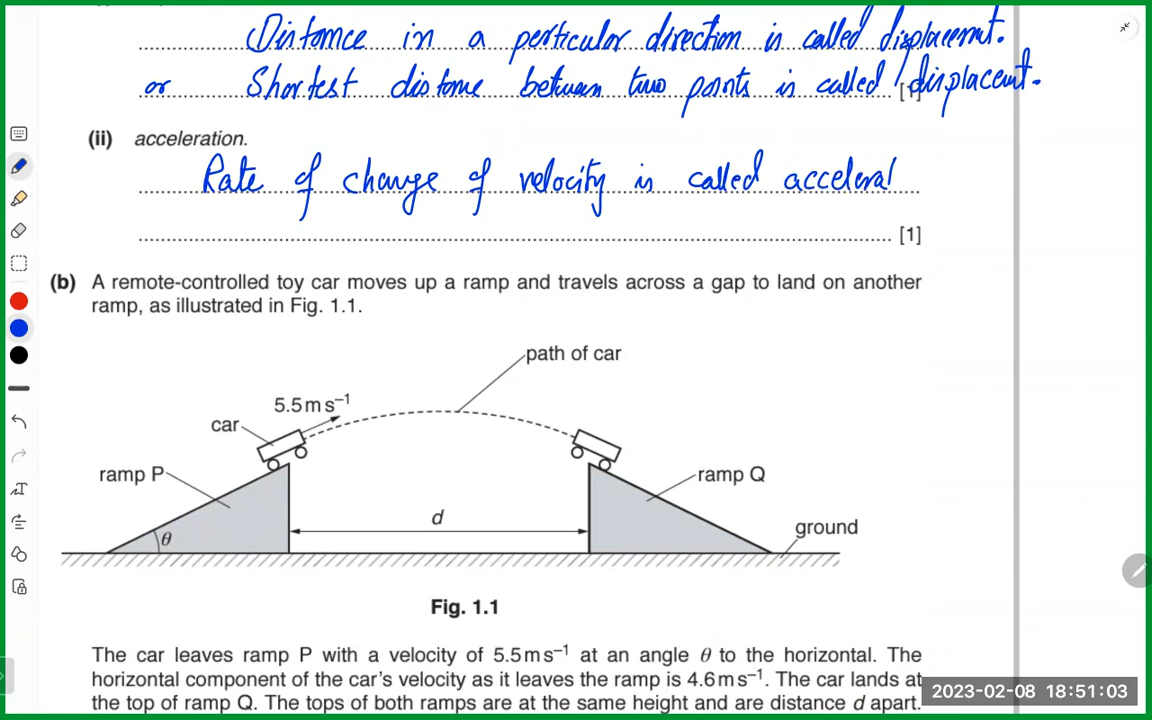 Distance in a perticular direction is called displacemnt.
or Shortest distance between two points is called displacent. [1]
(ii) acceleration.
Rate of change of velocity is called accelerat
[1]
(b) A remote-controlled toy car moves up a ramp and travels across a gap to land on another
ramp, as illustrated in Fig. 1.1.
path of car
5.5 m s⁻¹
car
ramp P
ramp Q
d
θ
ground
Fig. 1.1
The car leaves ramp P with a velocity of 5.5 m s⁻¹ at an angle θ to the horizontal. The
horizontal component of the car's velocity as it leaves the ramp is 4.6 m s⁻¹. The car lands at
the top of ramp Q. The tops of both ramps are at the same height and are distance d apart.
2023-02-08 18:51:03